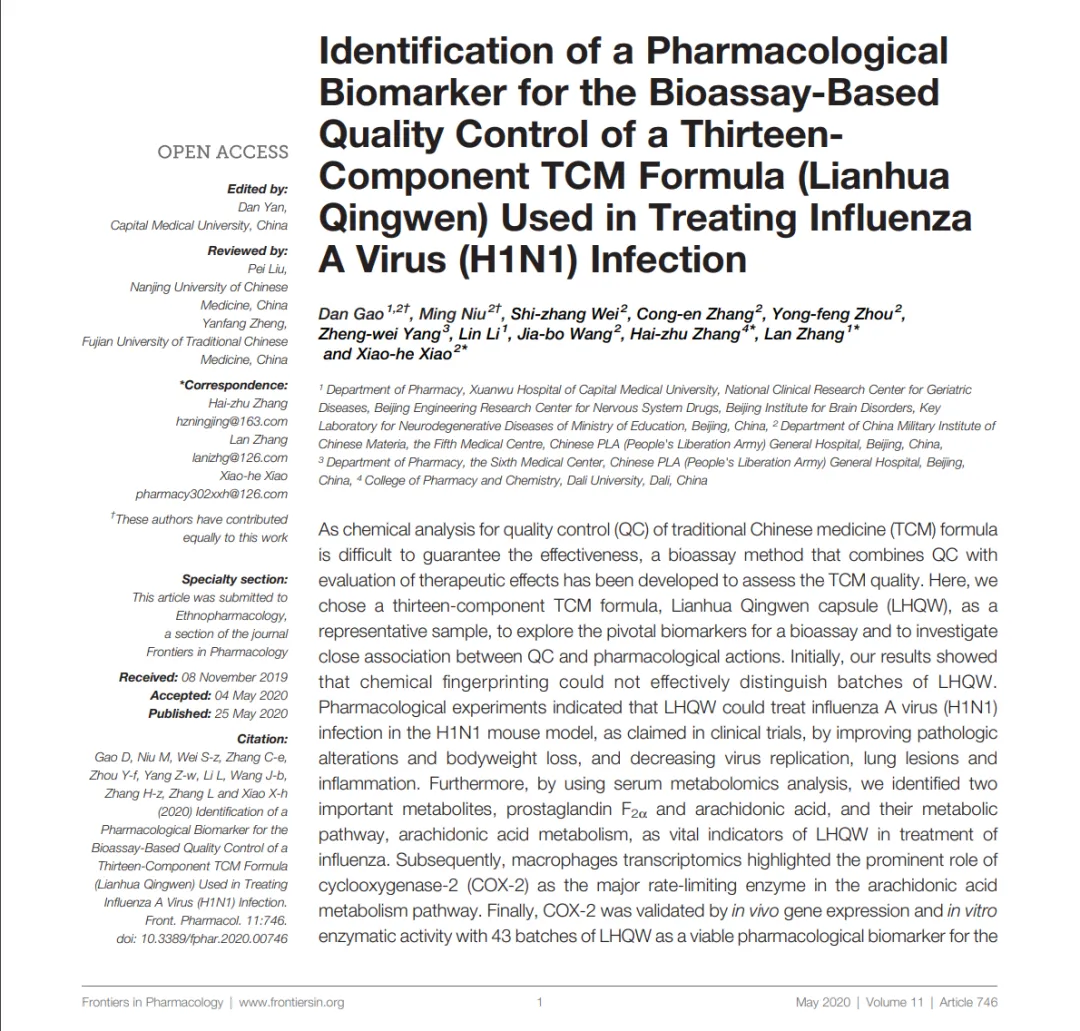 Identification of a Pharmacological
Biomarker for the Bioassay-Based
Quality Control of a Thirteen-
Component TCM Formula (Lianhua
Qingwen) Used in Treating Influenza
A Virus (H1N1) Infection
Dan Gao 1,2†, Ming Niu 2†, Shi-zhang Wei 2, Cong-en Zhang 2, Yong-feng Zhou 2,
Zheng-wei Yang 3, Lin Li 1, Jia-bo Wang 2, Hai-zhu Zhang 4*, Lan Zhang 1*
and Xiao-he Xiao 2*
1 Department of Pharmacy, Xuanwu Hospital of Capital Medical University, National Clinical Research Center for Geriatric
Diseases, Beijing Engineering Research Center for Nervous System Drugs, Beijing Institute for Brain Disorders, Key
Laboratory for Neurodegenerative Diseases of Ministry of Education, Beijing, China, 2 Department of China Military Institute of
Chinese Materia, the Fifth Medical Centre, Chinese PLA (People's Liberation Army) General Hospital, Beijing, China,
3 Department of Pharmacy, the Sixth Medical Center, Chinese PLA (People's Liberation Army) General Hospital, Beijing,
China, 4 College of Pharmacy and Chemistry, Dali University, Dali, China
OPEN ACCESS
Edited by:
Dan Yan,
Capital Medical University, China
Reviewed by:
Pei Liu,
Nanjing University of Chinese
Medicine, China
Yanfang Zheng,
Fujian University of Traditional Chinese
Medicine, China
*Correspondence:
Hai-zhu Zhang
hzningjing@163.com
Lan Zhang
lanizhg@126.com
Xiao-he Xiao
pharmacy302xxh@126.com
†These authors have contributed
equally to this work
Specialty section:
This article was submitted to
Ethnopharmacology,
a section of the journal
Frontiers in Pharmacology
Received: 08 November 2019
Accepted: 04 May 2020
Published: 25 May 2020
Citation:
Gao D, Niu M, Wei S-z, Zhang C-e,
Zhou Y-f, Yang Z-w, Li L, Wang J-b,
Zhang H-z, Zhang L and Xiao X-h
(2020) Identification of a
Pharmacological Biomarker for the
Bioassay-Based Quality Control of a
Thirteen-Component TCM Formula
(Lianhua Qingwen) Used in Treating
Influenza A Virus (H1N1) Infection.
Front. Pharmacol. 11:746.
doi: 10.3389/fphar.2020.00746
As chemical analysis for quality control (QC) of traditional Chinese medicine (TCM) formula
is difficult to guarantee the effectiveness, a bioassay method that combines QC with
evaluation of therapeutic effects has been developed to assess the TCM quality. Here, we
chose a thirteen-component TCM formula, Lianhua Qingwen capsule (LHQW), as a
representative sample, to explore the pivotal biomarkers for a bioassay and to investigate
close association between QC and pharmacological actions. Initially, our results showed
that chemical fingerprinting could not effectively distinguish batches of LHQW.
Pharmacological experiments indicated that LHQW could treat influenza A virus (H1N1)
infection in the H1N1 mouse model, as claimed in clinical trials, by improving pathologic
alterations and bodyweight loss, and decreasing virus replication, lung lesions and
inflammation. Furthermore, by using serum metabolomics analysis, we identified two
important metabolites, prostaglandin F2α and arachidonic acid, and their metabolic
pathway, arachidonic acid metabolism, as vital indicators of LHQW in treatment of
influenza. Subsequently, macrophages transcriptomics highlighted the prominent role of
cyclooxygenase-2 (COX-2) as the major rate-limiting enzyme in the arachidonic acid
metabolism pathway. Finally, COX-2 was validated by in vivo gene expression and in vitro
enzymatic activity with 43 batches of LHQW as a viable pharmacological biomarker for the
Frontiers in Pharmacology | www.frontiersin.org
1
May 2020 | Volume 11 | Article 746